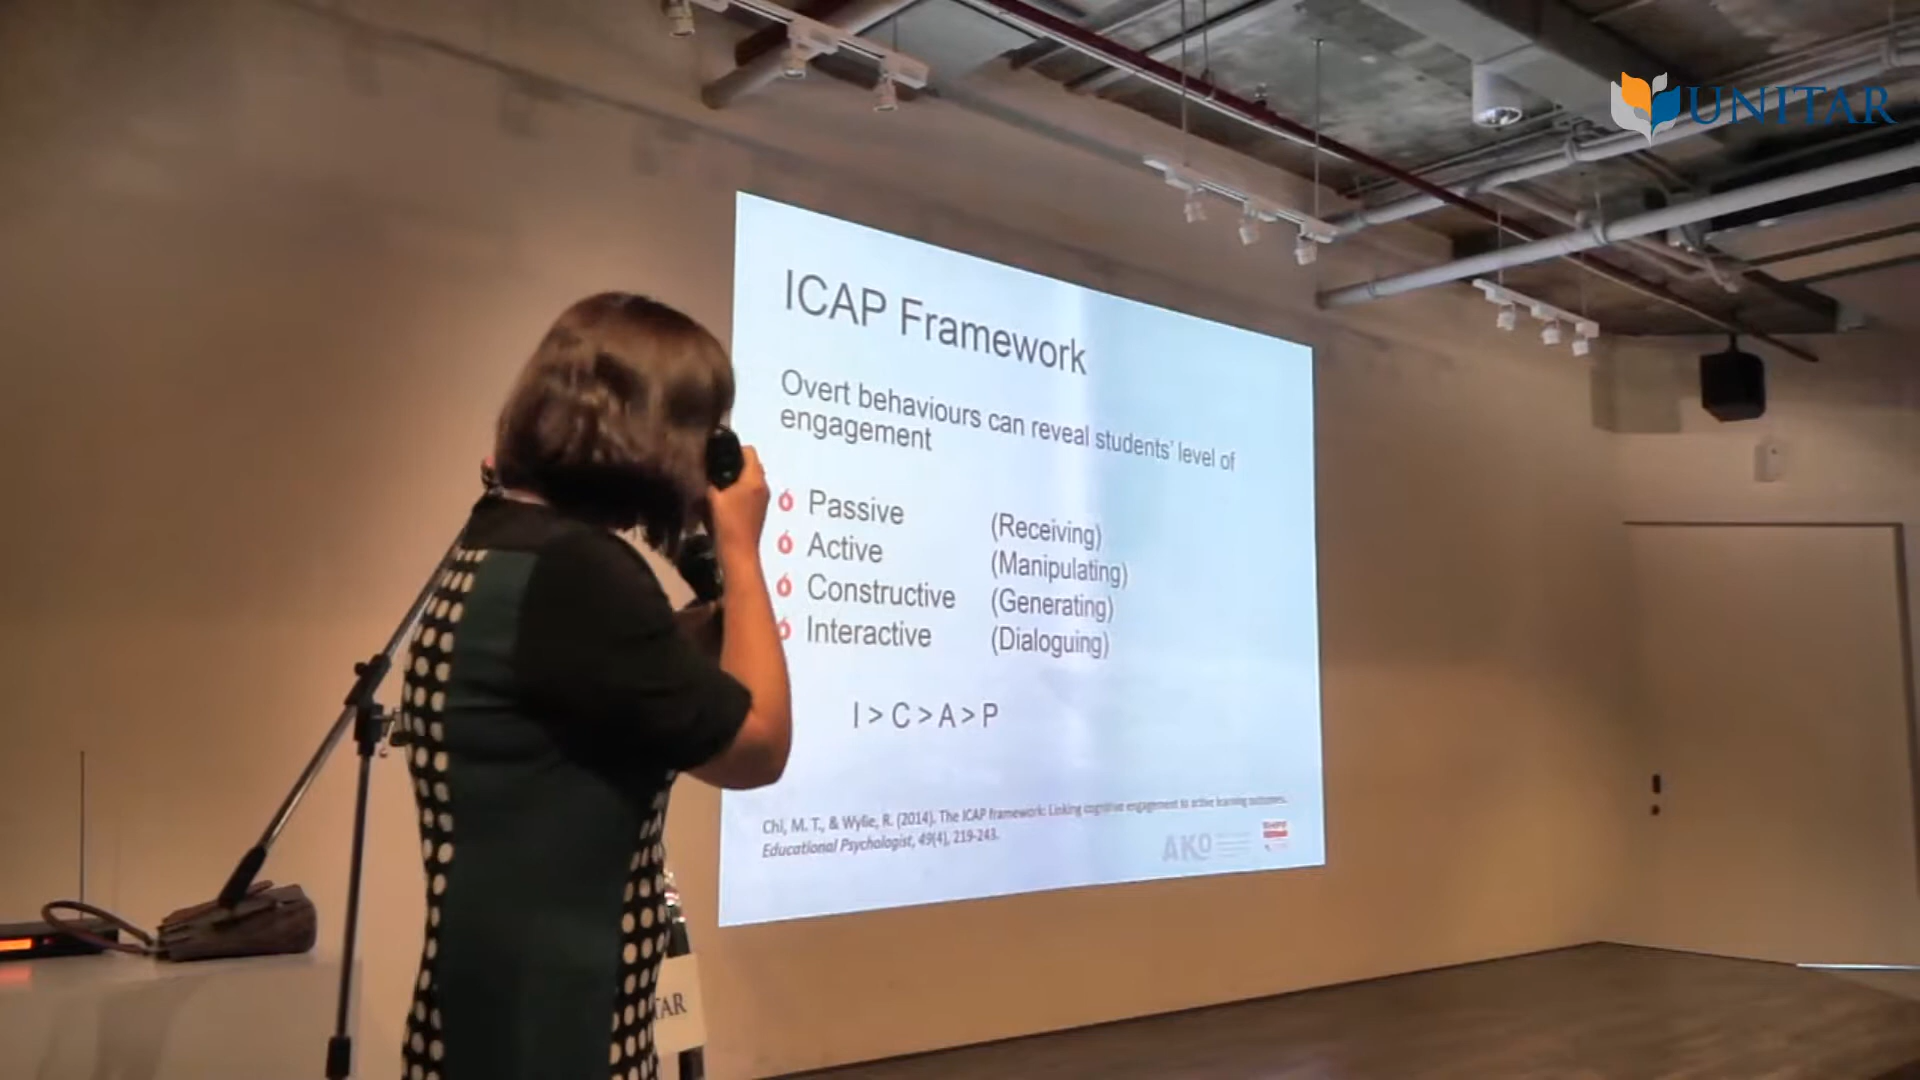 UNITAR
ICAP Framework
Overt behaviours can reveal students' level of
engagement
Passive (Receiving)
Active (Manipulating)
Constructive (Generating)
Interactive (Dialoguing)
I > C > A > P
Chi, M. T., & Wylie, R. (2014). The ICAP framework: Linking cognitive engagement to active learning outcomes.
Educational Psychologist, 49(4), 219-243.
AKO
TAR